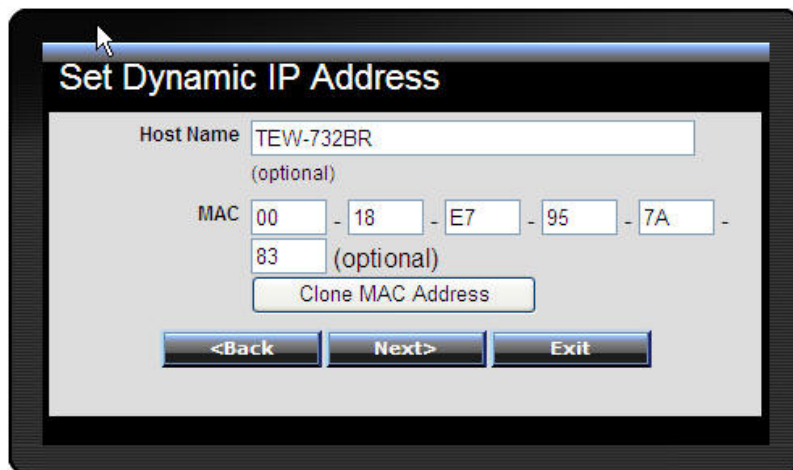 Set Dynamic IP Address
Host Name TEW-732BR
(optional)
MAC 00 - 18 - E7 - 95 - 7A -
83 (optional)
Clone MAC Address
<Back Next> Exit